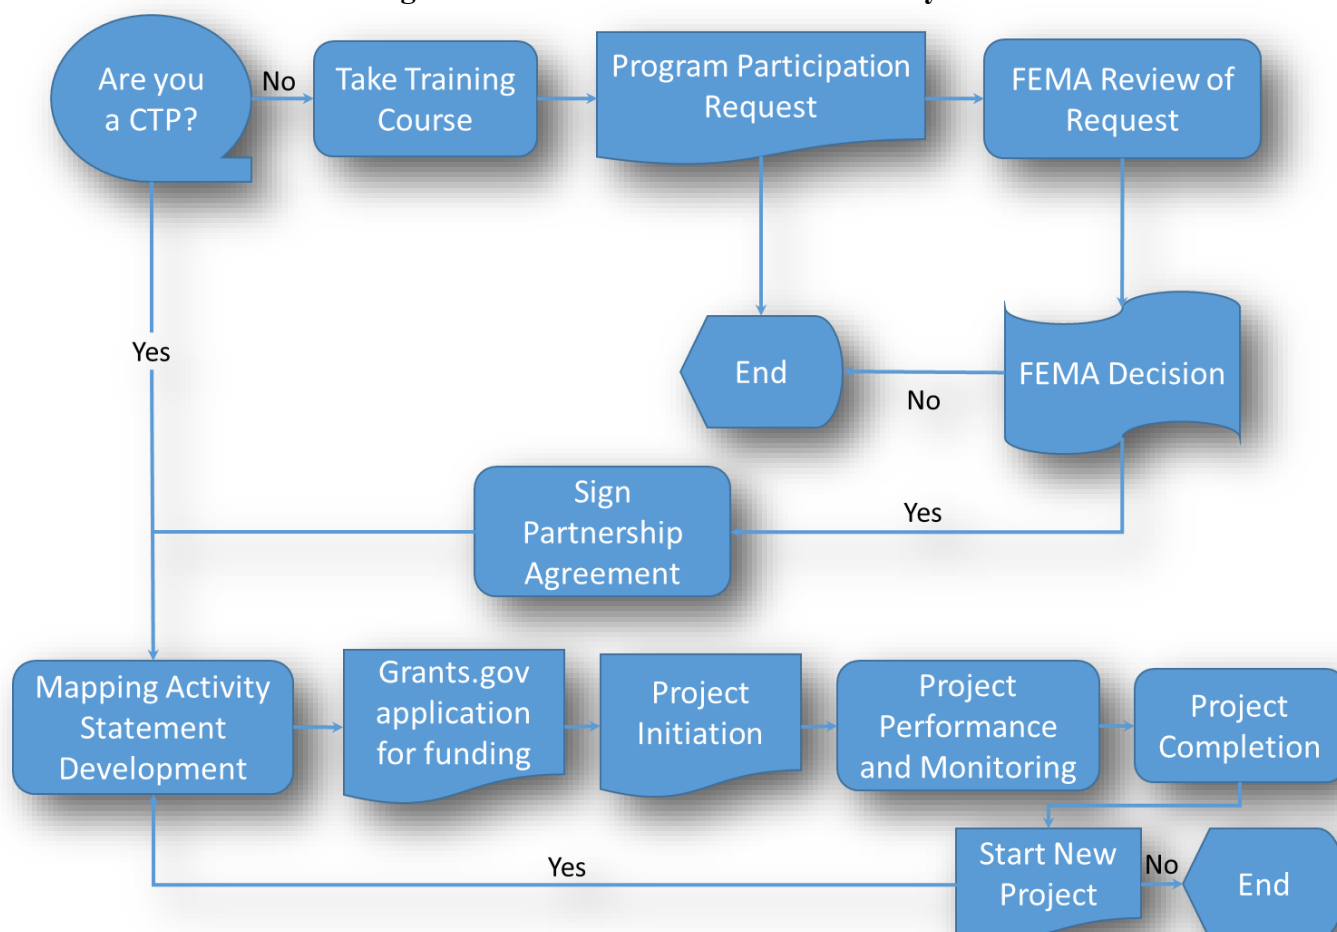 Are you
a CTP?
No
Take Training
Course
Program Participation
Request
FEMA Review of
Request
Yes
End
No
FEMA Decision
Sign
Partnership
Agreement
Yes
Mapping Activity
Statement
Development
Grants.gov
application
for funding
Project
Initiation
Project
Performance
and Monitoring
Project
Completion
Yes
Start New
Project
No
End